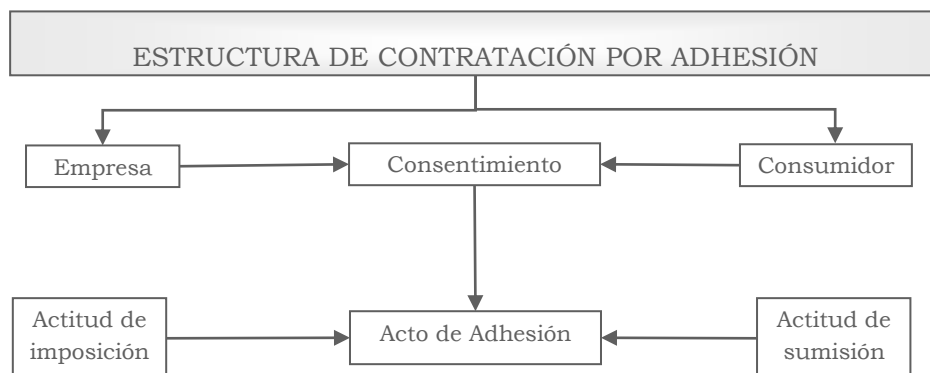 ESTRUCTURA DE CONTRATACIÓN POR ADHESIÓN
Empresa
Consentimiento
Consumidor
Actitud de
imposición
Acto de Adhesión
Actitud de
sumisión